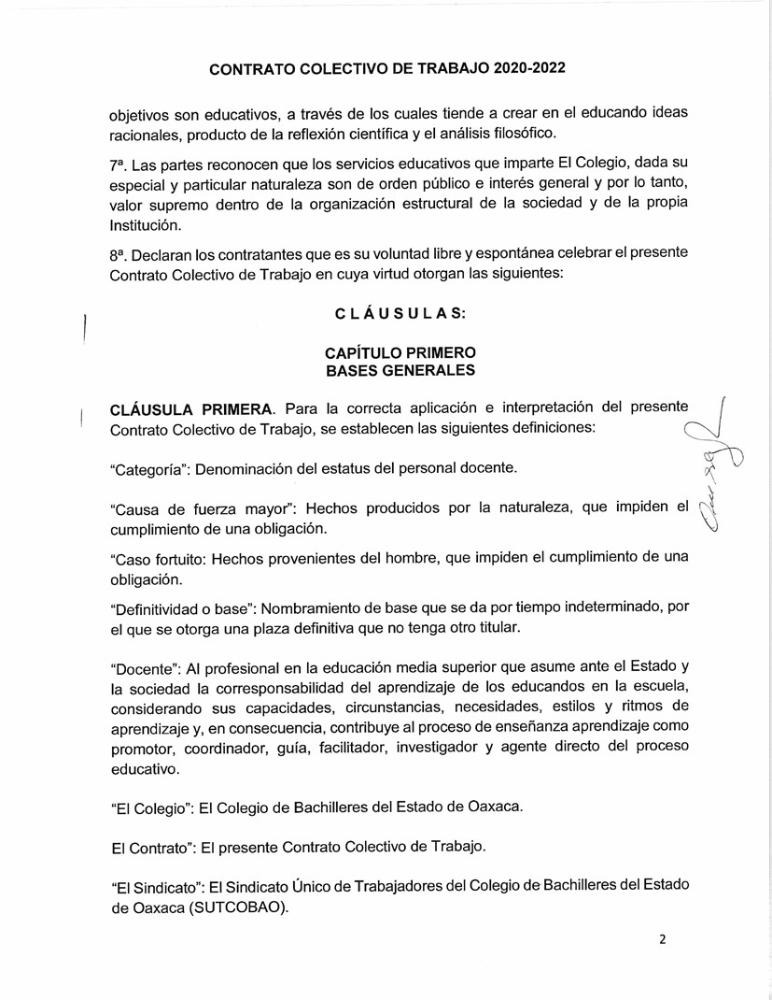 CONTRATO COLECTIVO DE TRABAJO 2020-2022
objetivos son educativos, a través de los cuales tiende a crear en el educando ideas
racionales, producto de la reflexión científica y el análisis filosófico.
7ª. Las partes reconocen que los servicios educativos que imparte El Colegio, dada su
especial y particular naturaleza son de orden público e interés general y por lo tanto,
valor supremo dentro de la organización estructural de la sociedad y de la propia
Institución.
8ª. Declaran los contratantes que es su voluntad libre y espontánea celebrar el presente
Contrato Colectivo de Trabajo en cuya virtud otorgan las siguientes:
C L Á U S U L A S:
CAPÍTULO PRIMERO
BASES GENERALES
CLÁUSULA PRIMERA. Para la correcta aplicación e interpretación del presente
Contrato Colectivo de Trabajo, se establecen las siguientes definiciones:
“Categoría”: Denominación del estatus del personal docente.
“Causa de fuerza mayor”: Hechos producidos por la naturaleza, que impiden el
cumplimiento de una obligación.
“Caso fortuito: Hechos provenientes del hombre, que impiden el cumplimiento de una
obligación.
“Definitividad o base”: Nombramiento de base que se da por tiempo indeterminado, por
el que se otorga una plaza definitiva que no tenga otro titular.
“Docente”: Al profesional en la educación media superior que asume ante el Estado y
la sociedad la corresponsabilidad del aprendizaje de los educandos en la escuela,
considerando sus capacidades, circunstancias, necesidades, estilos y ritmos de
aprendizaje y, en consecuencia, contribuye al proceso de enseñanza aprendizaje como
promotor, coordinador, guía, facilitador, investigador y agente directo del proceso
educativo.
“El Colegio”: El Colegio de Bachilleres del Estado de Oaxaca.
El Contrato”: El presente Contrato Colectivo de Trabajo.
“El Sindicato”: El Sindicato Único de Trabajadores del Colegio de Bachilleres del Estado
de Oaxaca (SUTCOBAO).
2